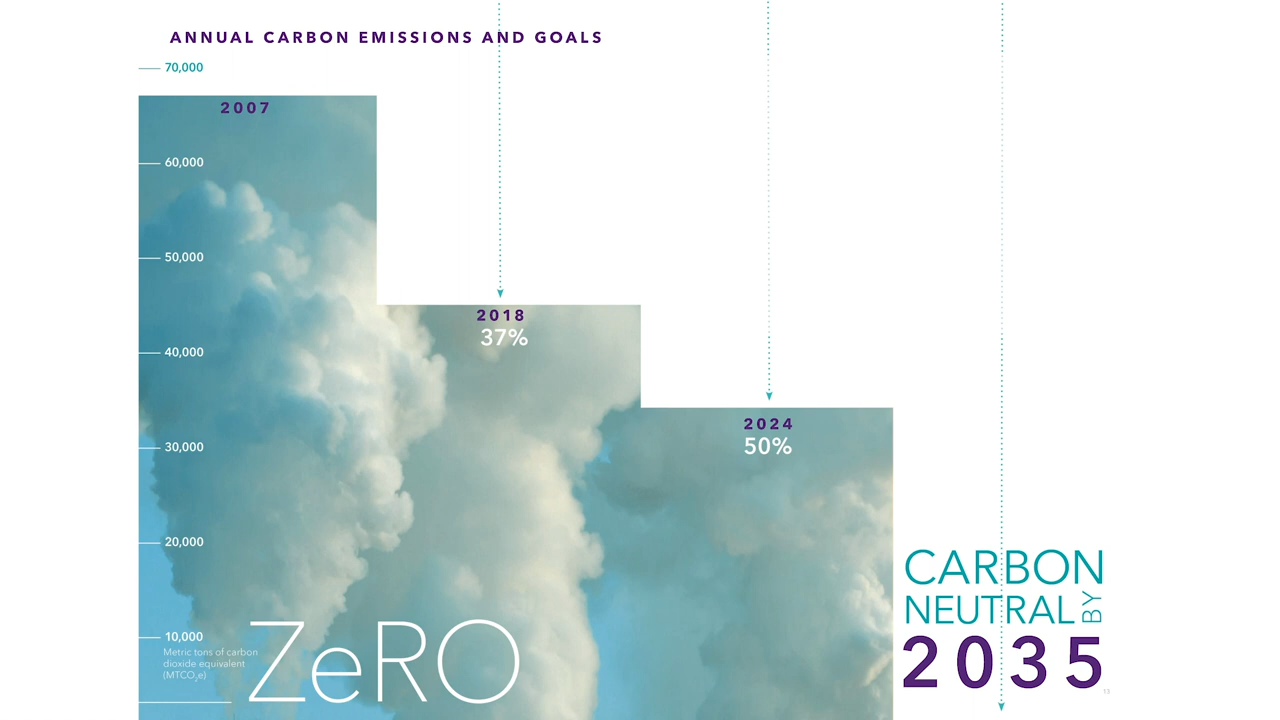 ANNUAL CARBON EMISSIONS AND GOALS
70,000
2007
60,000
50,000
40,000
30,000
20,000
10,000
Metric tons of carbon
dioxide equivalent
(MTCO₂e)
ZeRO
2018
37%
2024
50%
CARBON
NEUTRAL BY
2035
13